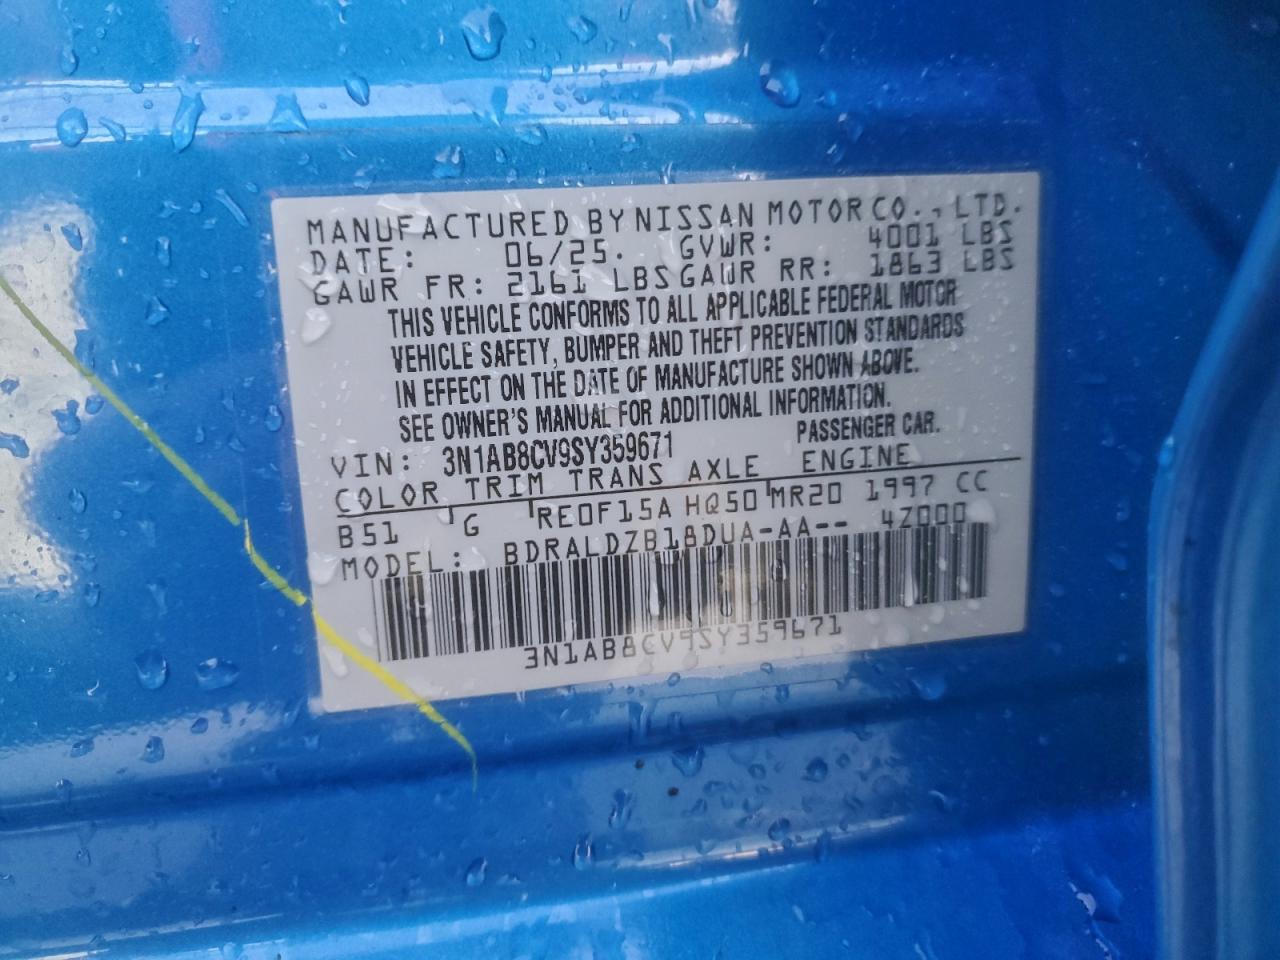 MANUFACTURED BY NISSAN MOTOR CO., LTD.
DATE: 06/25. GVWR: 4001 LBS
GAWR FR: 2161 LBS GAWR RR: 1863 LBS
THIS VEHICLE CONFORMS TO ALL APPLICABLE FEDERAL MOTOR
VEHICLE SAFETY, BUMPER AND THEFT PREVENTION STANDARDS
IN EFFECT ON THE DATE OF MANUFACTURE SHOWN ABOVE.
SEE OWNER'S MANUAL FOR ADDITIONAL INFORMATION.
VIN: 3N1AB8CV9SY359671 PASSENGER CAR.
COLOR TRIM TRANS AXLE ENGINE
B51 G RE0F15A HQ50 MR20 1997 CC
MODEL: BDRALDZB18DUA-AA-- 4Z000
3N1AB8CV9SY359671